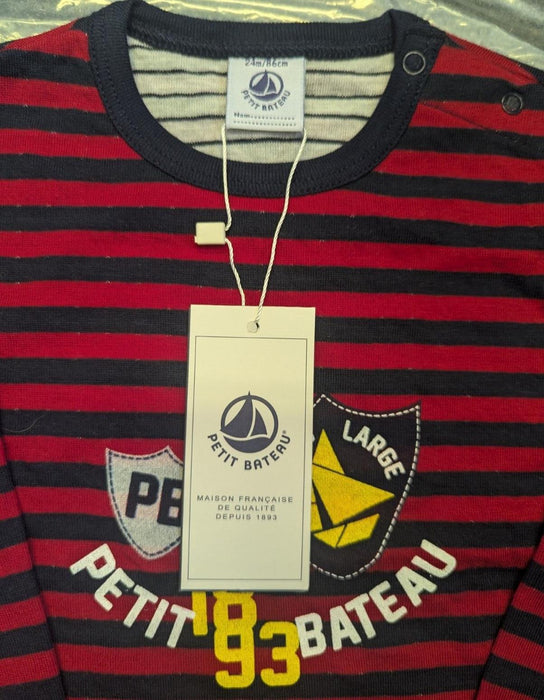 24m/86cm
PETIT BATEAU
Nom:
PETIT BATEAU®
MAISON FRANÇAISE
DE QUALITÉ
DEPUIS 1893
PB
LARGE
PETIT BATEAU
18
93